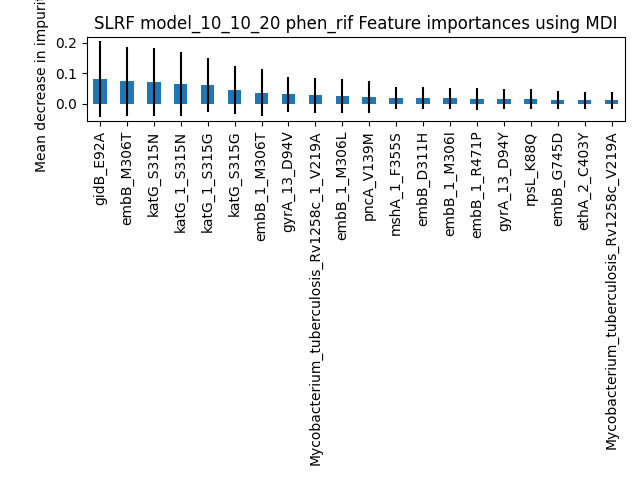 SLRF model_10_10_20 phen_rif Feature importances using MDI
Mean decrease in impurit
0.2
0.1
0.0
gidB_E92A
embB_M306T
katG_S315N
katG_1_S315N
katG_1_S315G
katG_S315G
embB_1_M306T
gyrA_13_D94V
Mycobacterium_tuberculosis_Rv1258c_1_V219A
embB_1_M306L
pncA_V139M
mshA_1_F355S
embB_D311H
embB_1_M306I
embB_1_R471P
gyrA_13_D94Y
rpsL_K88Q
embB_G745D
ethA_2_C403Y
Mycobacterium_tuberculosis_Rv1258c_V219A